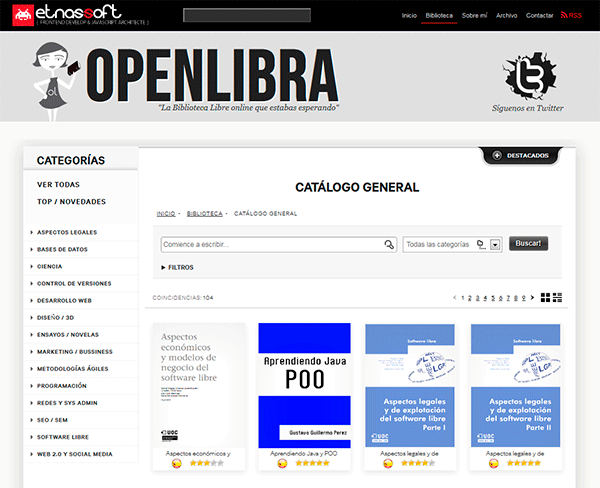 etnassoft
[ FRONTEND DEVELOP & JAVASCRIPT ARCHITECTE ]
Inicio Biblioteca Sobre mí Archivo Contactar RSS
OPENLIBRA
"La Biblioteca Libre online que estabas esperando"
Síguenos en Twitter
CATEGORÍAS
VER TODAS
TOP / NOVEDADES
ASPECTOS LEGALES
BASES DE DATOS
CIENCIA
CONTROL DE VERSIONES
DESARROLLO WEB
DISEÑO / 3D
ENSAYOS / NOVELAS
MARKETING / BUSSINESS
METODOLOGÍAS ÁGILES
PROGRAMACIÓN
REDES Y SYS ADMIN
SEO / SEM
SOFTWARE LIBRE
WEB 2.0 Y SOCIAL MEDIA
DESTACADOS
CATÁLOGO GENERAL
INICIO - BIBLIOTECA - CATÁLOGO GENERAL
Comience a escribir... Todas las categorías Buscar!
FILTROS
COINCIDENCIAS: 104 < 1 2 3 4 5 6 7 8 9 >
Aspectos
económicos
y modelos de
negocio del
software libre
UOC
Aspectos económicos y
Aprendiendo Java
POO
Gustavo Guillermo Perez
Aprendiendo Java y POO
Software libre
Aspectos legales
y de explotación
del software libre
Parte I
UOC
Aspectos legales y de
Software libre
Aspectos legales
y de explotación
del software libre
Parte II
UOC
Aspectos legales y de